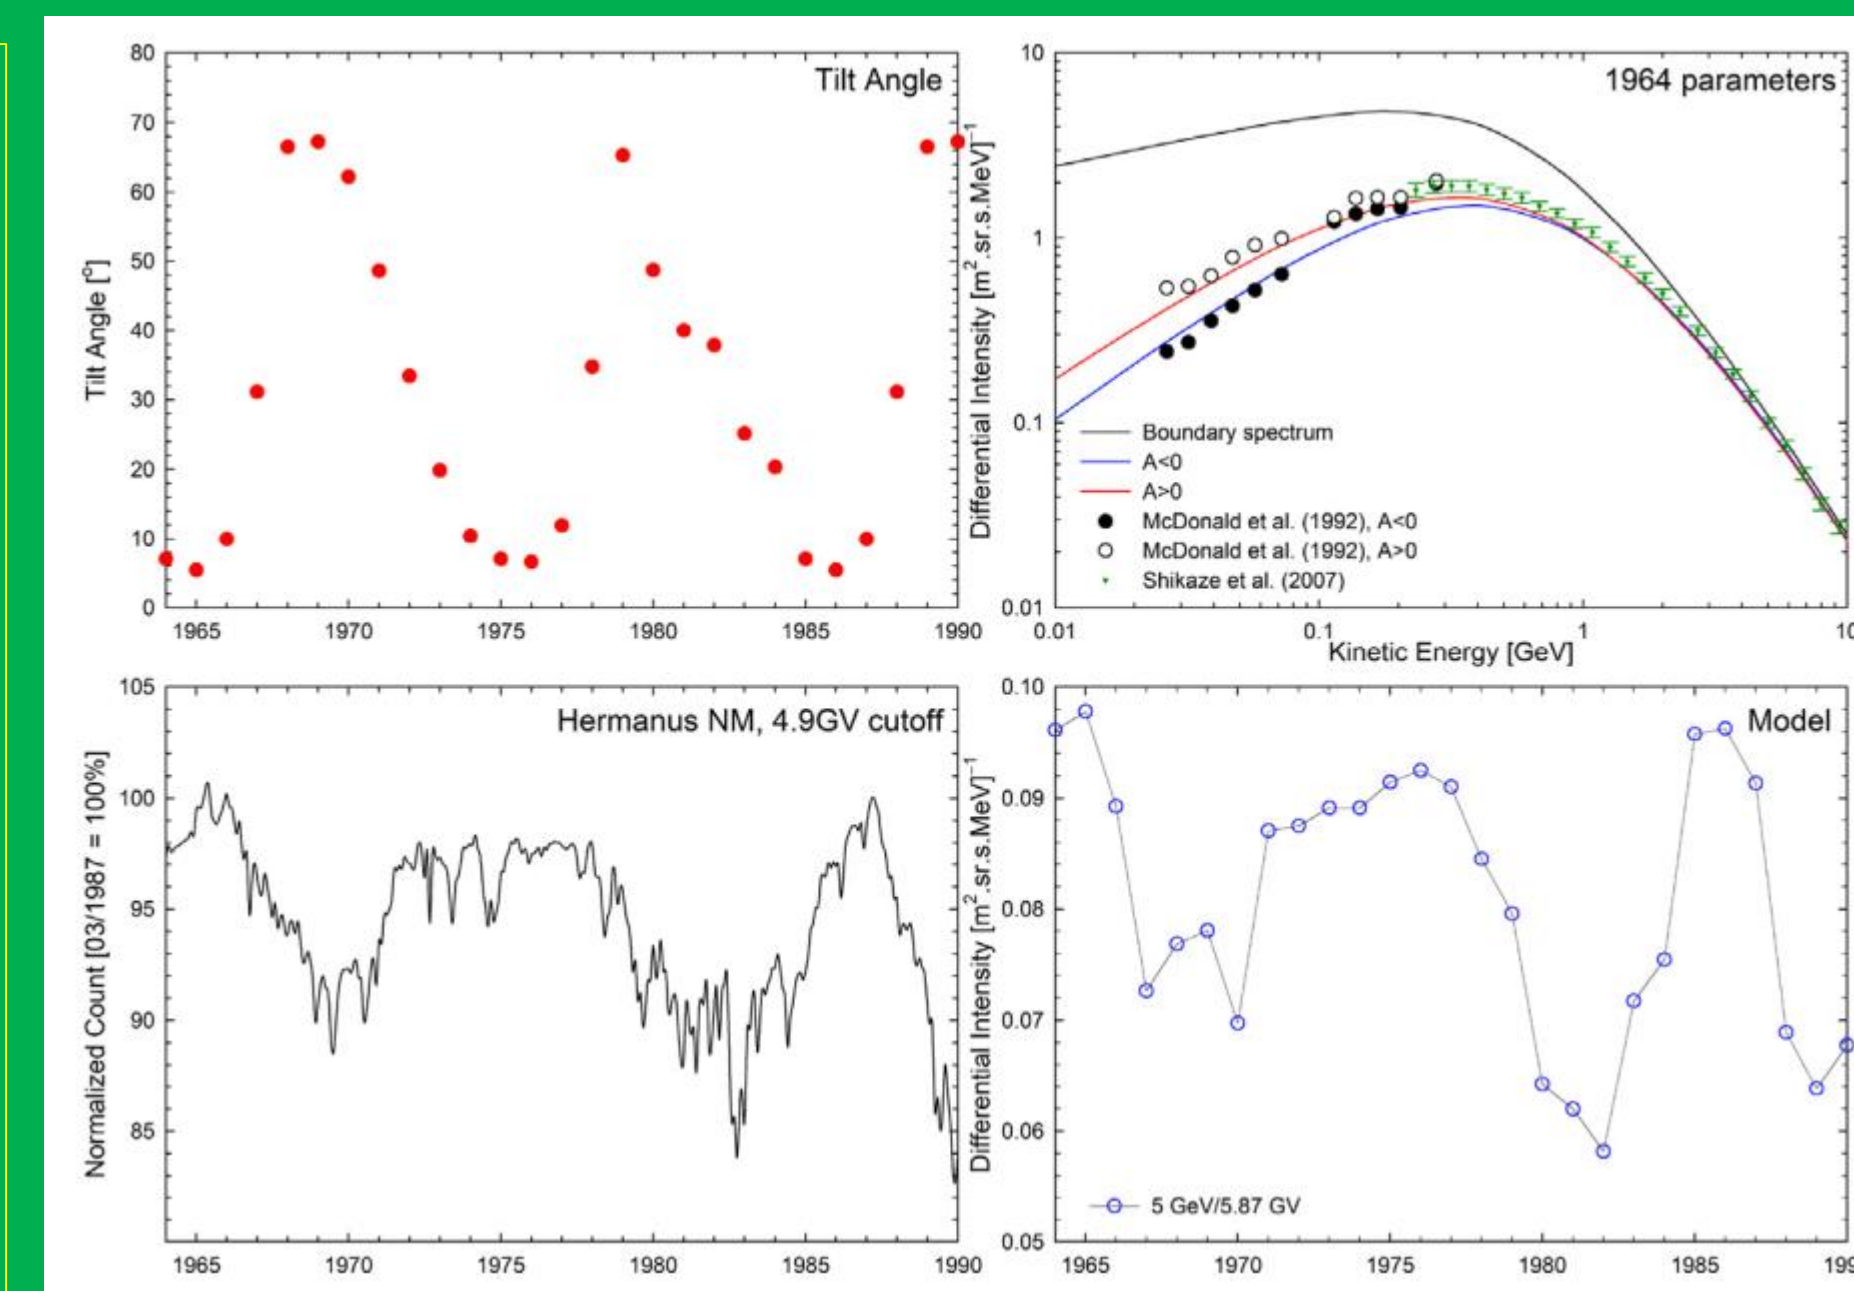 Tilt Angle
80
70
60
50
40
30
20
10
0
Tilt Angle [°]
1965 1970 1975 1980 1985 1990
1964 parameters
10
1
0.1
0.01
Differential Intensity [m².sr.s.MeV]⁻¹
Boundary spectrum
A<0
A>0
McDonald et al. (1992), A<0
McDonald et al. (1992), A>0
Shikaze et al. (2007)
0.01 0.1 1 10
Kinetic Energy [GeV]
Hermanus NM, 4.9GV cutoff
105
100
95
90
85
Normalized Count [03/1987 = 100%]
1965 1970 1975 1980 1985 1990
Model
0.10
0.09
0.08
0.07
0.06
0.05
Differential Intensity [m².sr.s.MeV]⁻¹
5 GeV/5.87 GV
1965 1970 1975 1980 1985 199